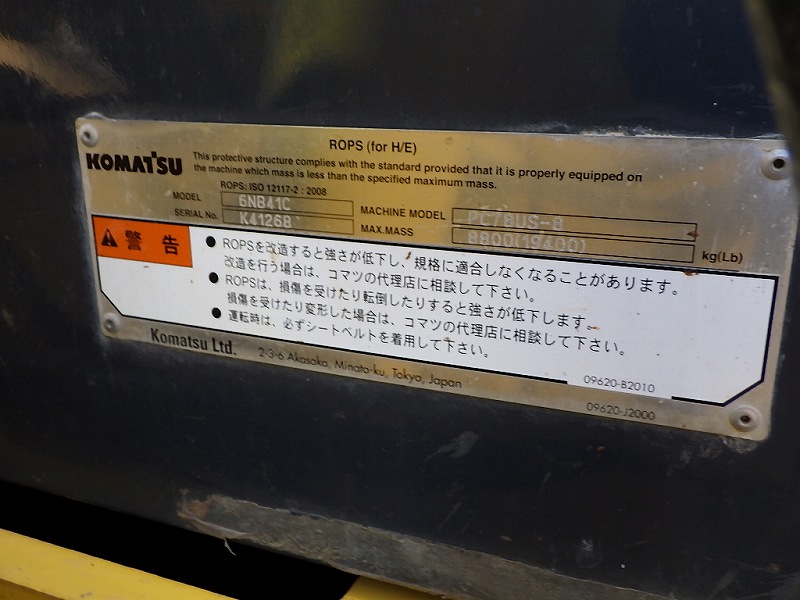 ROPS (for H/E)
KOMATSU
This protective structure complies with the standard provided that it is properly equipped on
the machine which mass is less than the specified maximum mass.
ROPS: ISO 12117-2 : 2008
MODEL 6NB41C
SERIAL No. K41268
MACHINE MODEL PC78US-8
MAX.MASS 8800(19400) kg(Lb)
警告
● ROPSを改造すると強さが低下し、規格に適合しなくなることがあります。
改造を行う場合は、コマツの代理店に相談して下さい。
● ROPSは、損傷を受けたり転倒したりすると強さが低下します。
損傷を受けたり変形した場合は、コマツの代理店に相談して下さい。
● 運転時は、必ずシートベルトを着用して下さい。
09620-B2010
Komatsu Ltd.
2-3-6 Akasaka, Minato-ku, Tokyo, Japan
09620-J2000